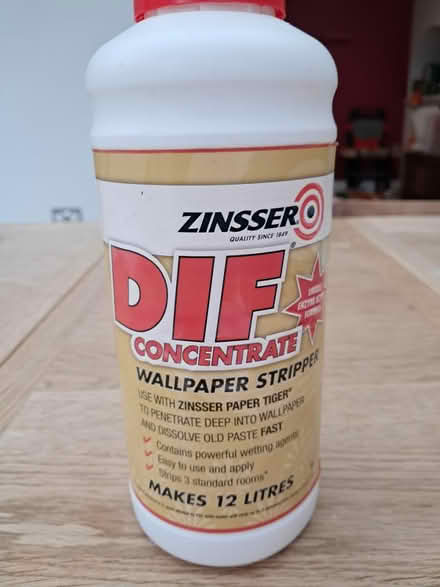 ZINSSER
QUALITY SINCE 1849
DIF®
CONCENTRATE
WALLPAPER STRIPPER
USE WITH ZINSSER PAPER TIGER®
TO PENETRATE DEEP INTO WALLPAPER
AND DISSOLVE OLD PASTE FAST
Contains powerful wetting agents
Easy to use and apply
Strips 3 standard rooms*
MAKES 12 LITRES